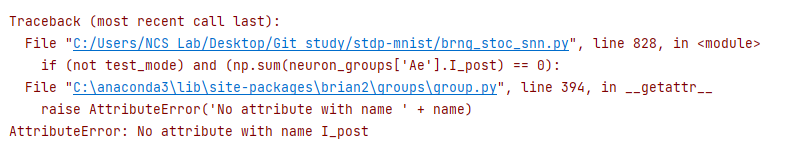 Traceback (most recent call last):
File "C:/Users/NCS Lab/Desktop/Git study/stdp-mnist/brnq_stoc_snn.py", line 828, in <module>
if (not test_mode) and (np.sum(neuron_groups['Ae'].I_post) == 0):
File "C:\anaconda3\lib\site-packages\brian2\groups\group.py", line 394, in __getattr__
raise AttributeError('No attribute with name ' + name)
AttributeError: No attribute with name I_post